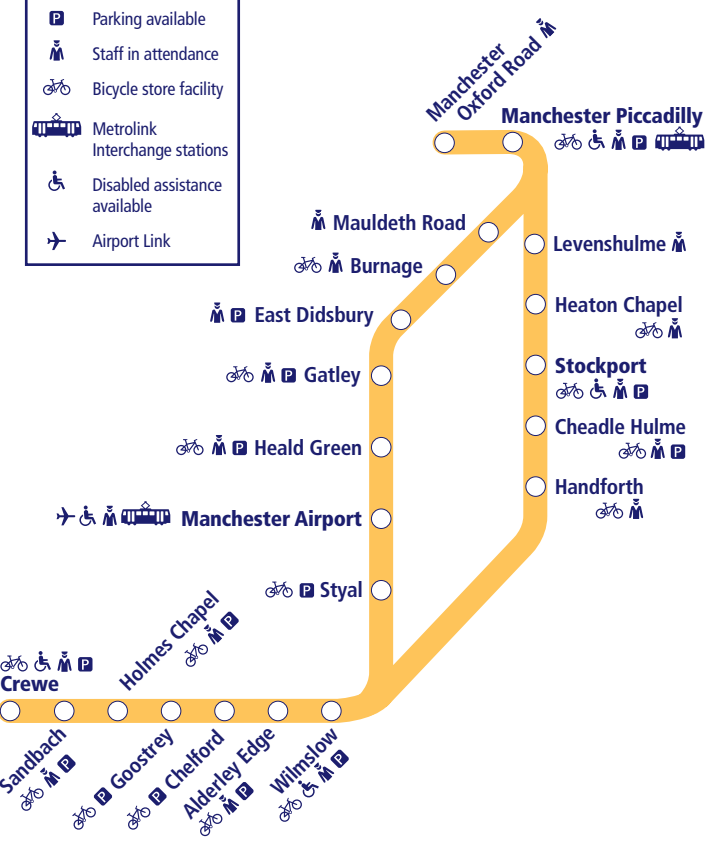 P Parking available
Staff in attendance
Bicycle store facility
Metrolink
Interchange stations
Disabled assistance
available
Airport Link
Manchester
Oxford Road
Manchester Piccadilly
P
Mauldeth Road
Levenshulme
Burnage
Heaton Chapel
P East Didsbury
Stockport
P
P Gatley
Cheadle Hulme
P
P Heald Green
Handforth
Manchester Airport
P Styal
Holmes Chapel
P
P
Crewe
Sandbach
P
P Goostrey
P Chelford
Alderley Edge
P
Wilmslow
P